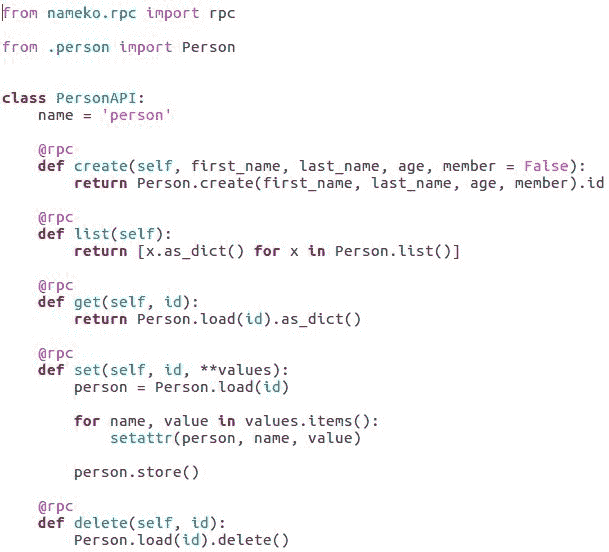 from nameko.rpc import rpc
from .person import Person
class PersonAPI:
    name = 'person'
    @rpc
    def create(self, first_name, last_name, age, member = False):
        return Person.create(first_name, last_name, age, member).id
    @rpc
    def list(self):
        return [x.as_dict() for x in Person.list()]
    @rpc
    def get(self, id):
        return Person.load(id).as_dict()
    @rpc
    def set(self, id, **values):
        person = Person.load(id)
        for name, value in values.items():
            setattr(person, name, value)
        person.store()
    @rpc
    def delete(self, id):
        Person.load(id).delete()